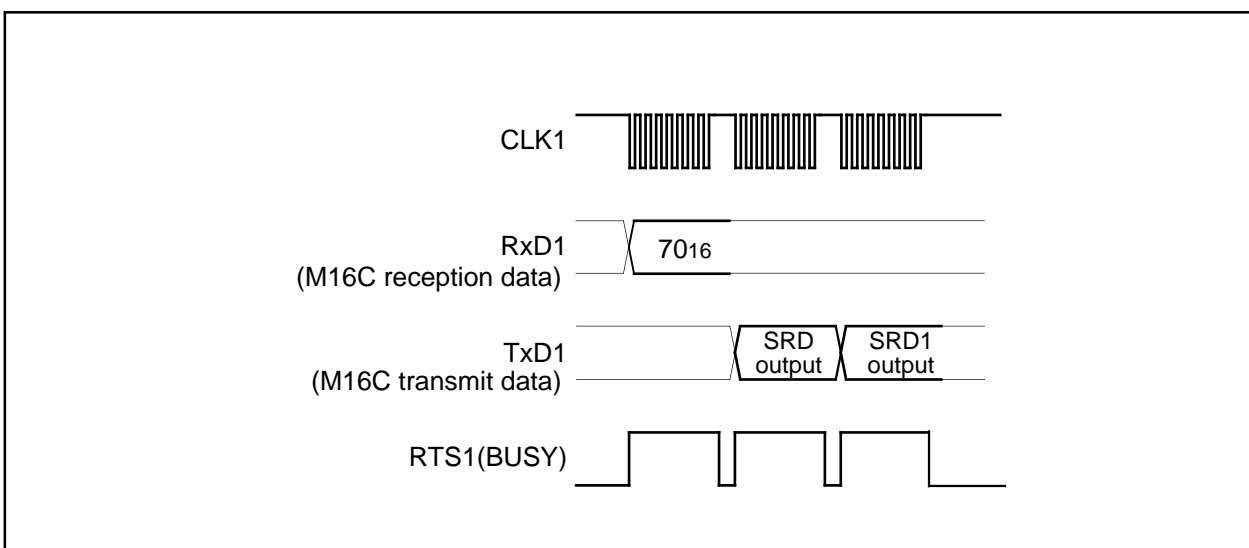 CLK1
RxD1
(M16C reception data)
7016
TxD1
(M16C transmit data)
SRD
output
SRD1
output
RTS1(BUSY)